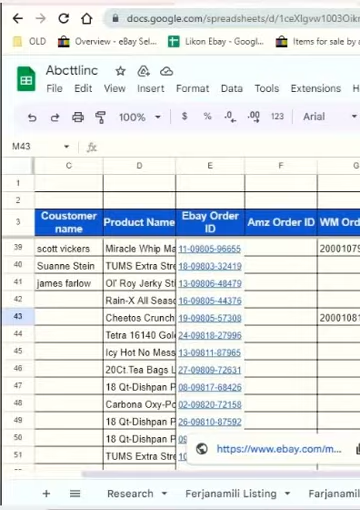 docs.google.com/spreadsheets/d/1ceXlgvw1003Oikr
OLD Overview - eBay Sel... Likon Ebay - Googl... Items for sale by a
Abcttlinc
File Edit View Insert Format Data Tools Extensions
100% $ % .0 .00 123 Arial
M43 fx
C D E F G
1
2
3 Coustomer name Product Name Ebay Order ID Amz Order ID WM Ord
39 scott vickers Miracle Whip Ma 11-09805-96655 2000107
40 Suanne Stein TUMS Extra Stre 18-09803-32419
41 james farlow Ol' Roy Jerky St 13-09806-48479
42 Rain-X All Seas 16-09805-44376
43 Cheetos Crunch 19-09805-57308 2000108
44 Tetra 16140 Gol 24-09818-27995
45 Icy Hot No Mess 13-09811-87965
46 20Ct Tea Bags L 27-09809-72631
47 18 Qt-Dishpan P 08-09817-68426
48 Carbona Oxy-Po 02-09820-72158
49 18 Qt-Dishpan P 26-09810-87592
50 18 Qt-Dishpan P 09 https://www.ebay.com/m...
51 TUMS Extra Stre 10
Research Ferjanamili Listing Farjanam